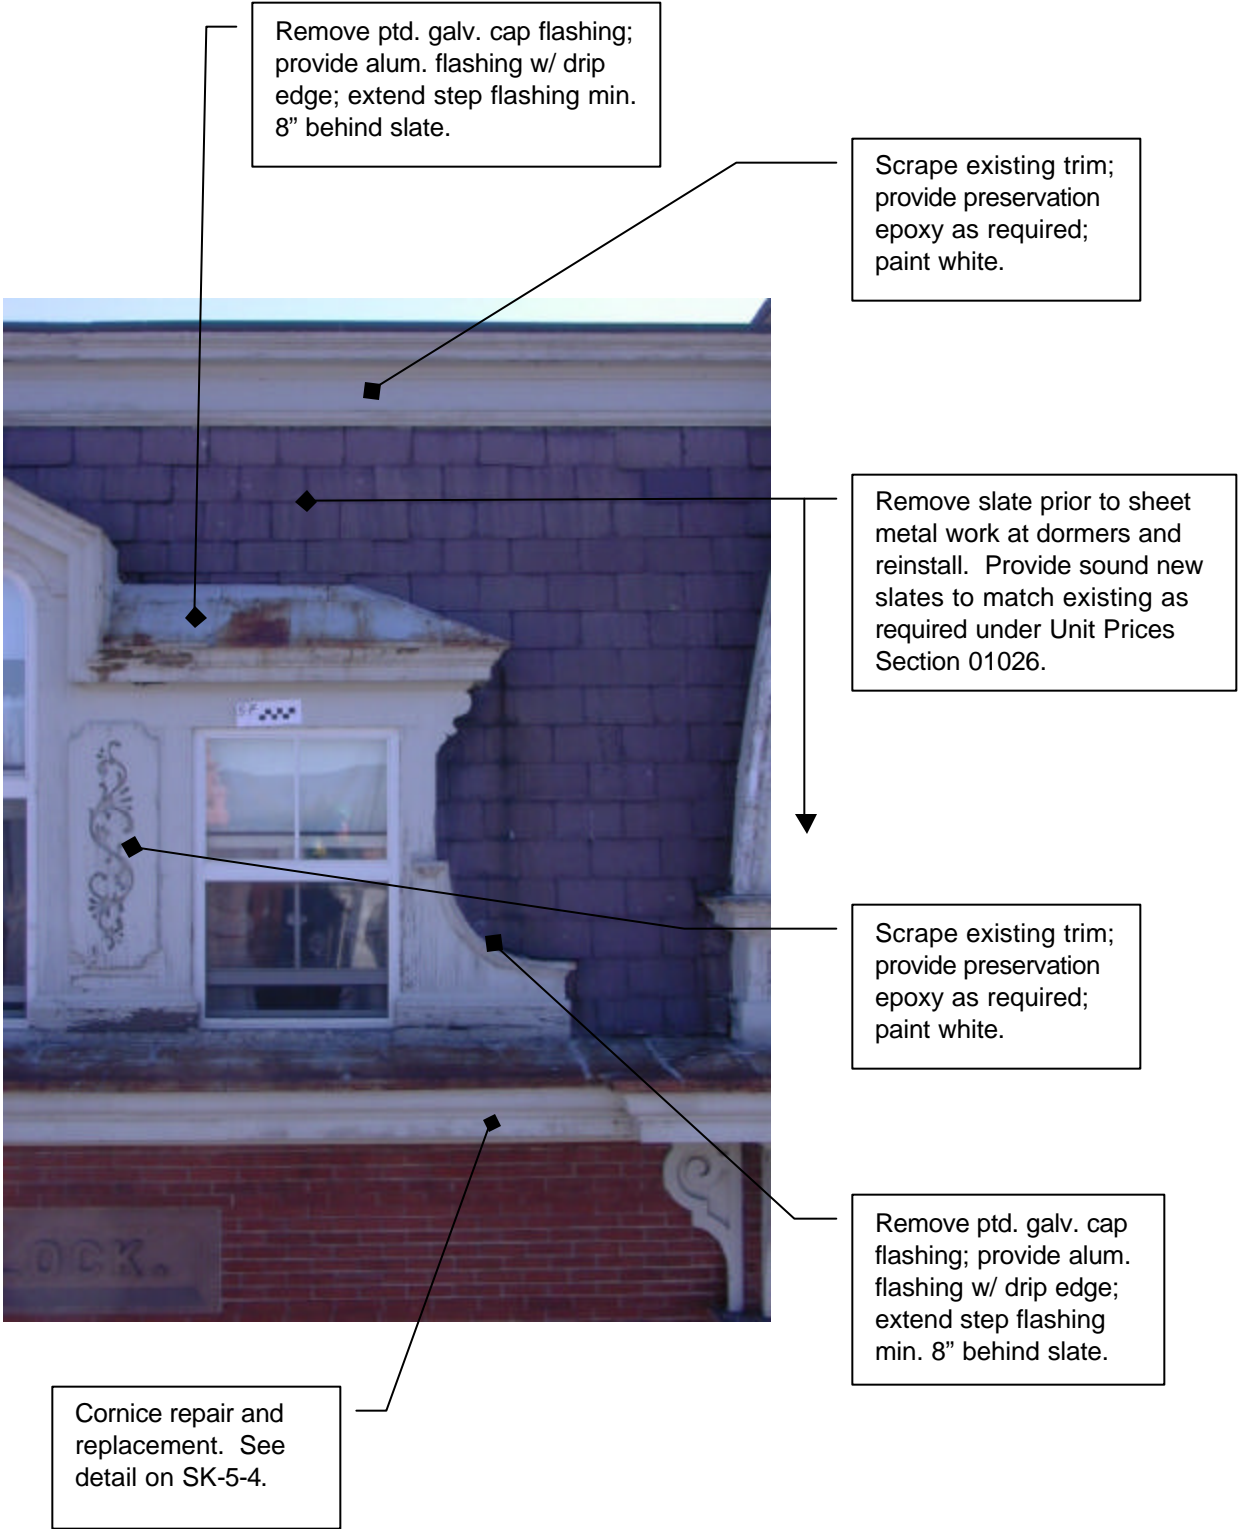 Remove ptd. galv. cap flashing;
provide alum. flashing w/ drip
edge; extend step flashing min.
8” behind slate.
Scrape existing trim;
provide preservation
epoxy as required;
paint white.
Remove slate prior to sheet
metal work at dormers and
reinstall.  Provide sound new
slates to match existing as
required under Unit Prices
Section 01026.
Scrape existing trim;
provide preservation
epoxy as required;
paint white.
LOCK.
Remove ptd. galv. cap
flashing; provide alum.
flashing w/ drip edge;
extend step flashing
min. 8” behind slate.
Cornice repair and
replacement.  See
detail on SK-5-4.